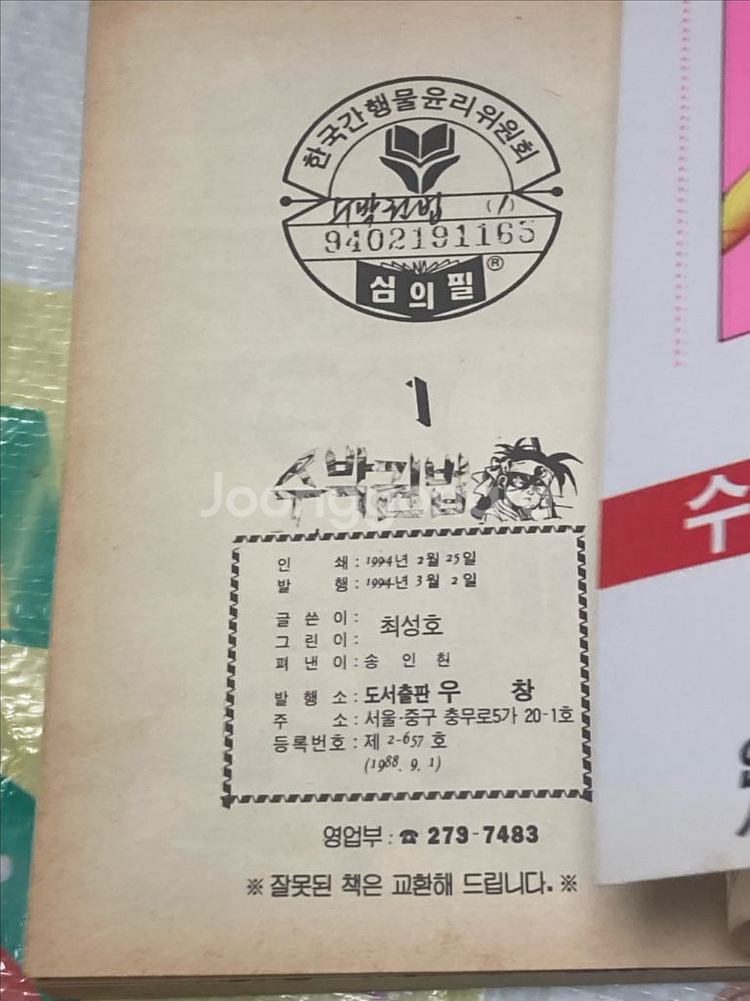 한국간행물윤리위원회
(1)
9402191165
심의필 ®
1
수박권법
인 쇄 : 1994년 2월 25일
발 행 : 1994년 3월 2일
글 쓴 이 :
그 린 이 : 최성호
펴 낸 이 : 송 인 헌
발 행 소 : 도서출판 우 창
주 소 : 서울·중구 충무로5가 20-1호
등록번호 : 제 2-657 호
(1988. 9. 1)
영업부 : ☎ 279-7483
※ 잘못된 책은 교환해 드립니다. ※
수